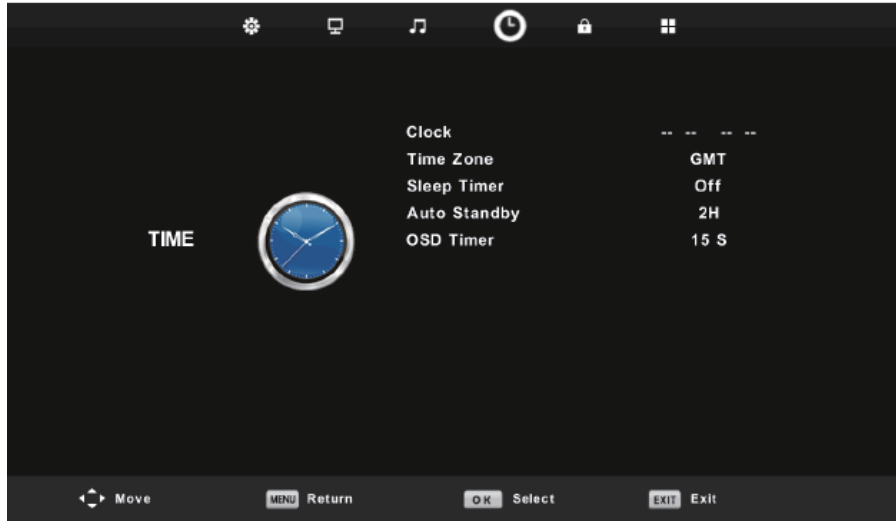 Clock -- -- -- --
Time Zone GMT
Sleep Timer Off
Auto Standby 2H
TIME
OSD Timer 15 S
Move MENU Return OK Select EXIT Exit